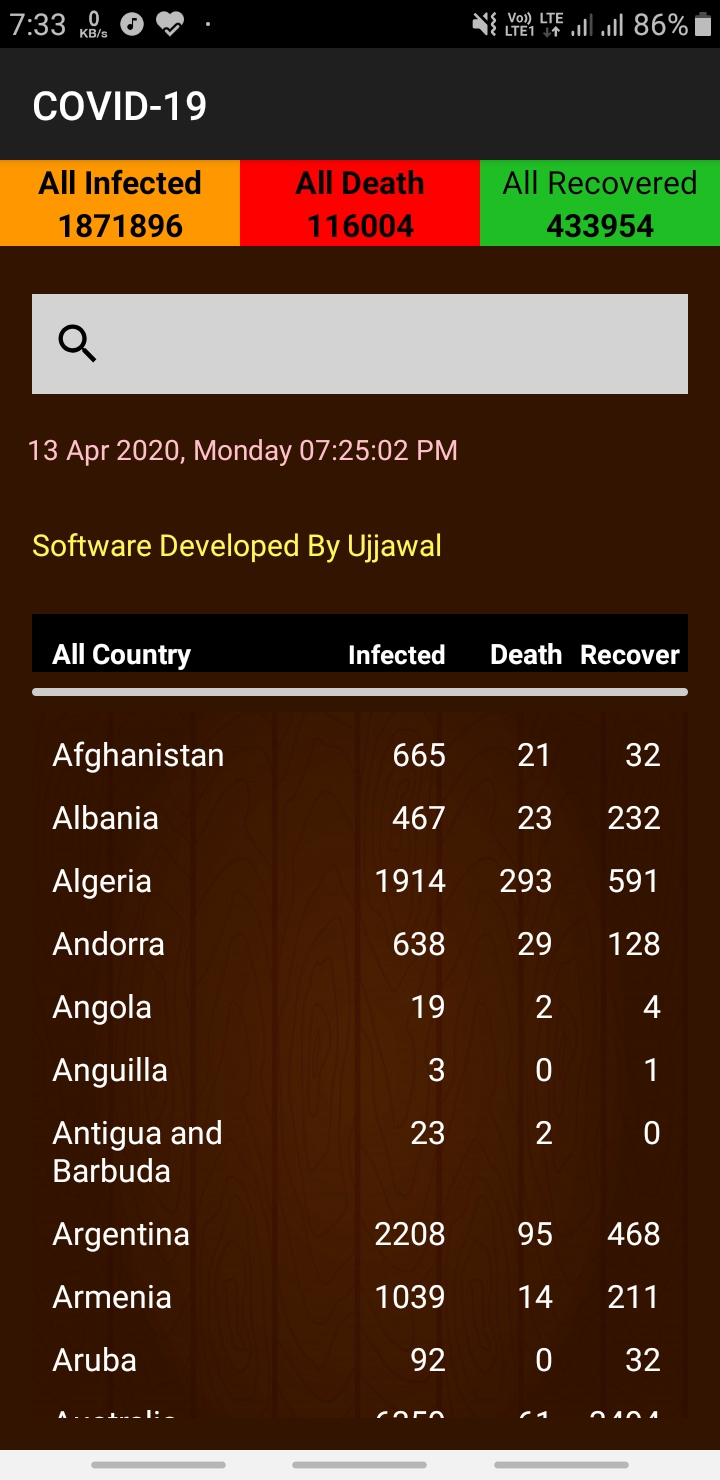 7:33 0 KB/s Vo)) LTE1 LTE 86%
COVID-19
All Infected All Death All Recovered
1871896 116004 433954
13 Apr 2020, Monday 07:25:02 PM
Software Developed By Ujjawal
All Country Infected Death Recover
Afghanistan 665 21 32
Albania 467 23 232
Algeria 1914 293 591
Andorra 638 29 128
Angola 19 2 4
Anguilla 3 0 1
Antigua and 23 2 0
Barbuda
Argentina 2208 95 468
Armenia 1039 14 211
Aruba 92 0 32
Australia 61